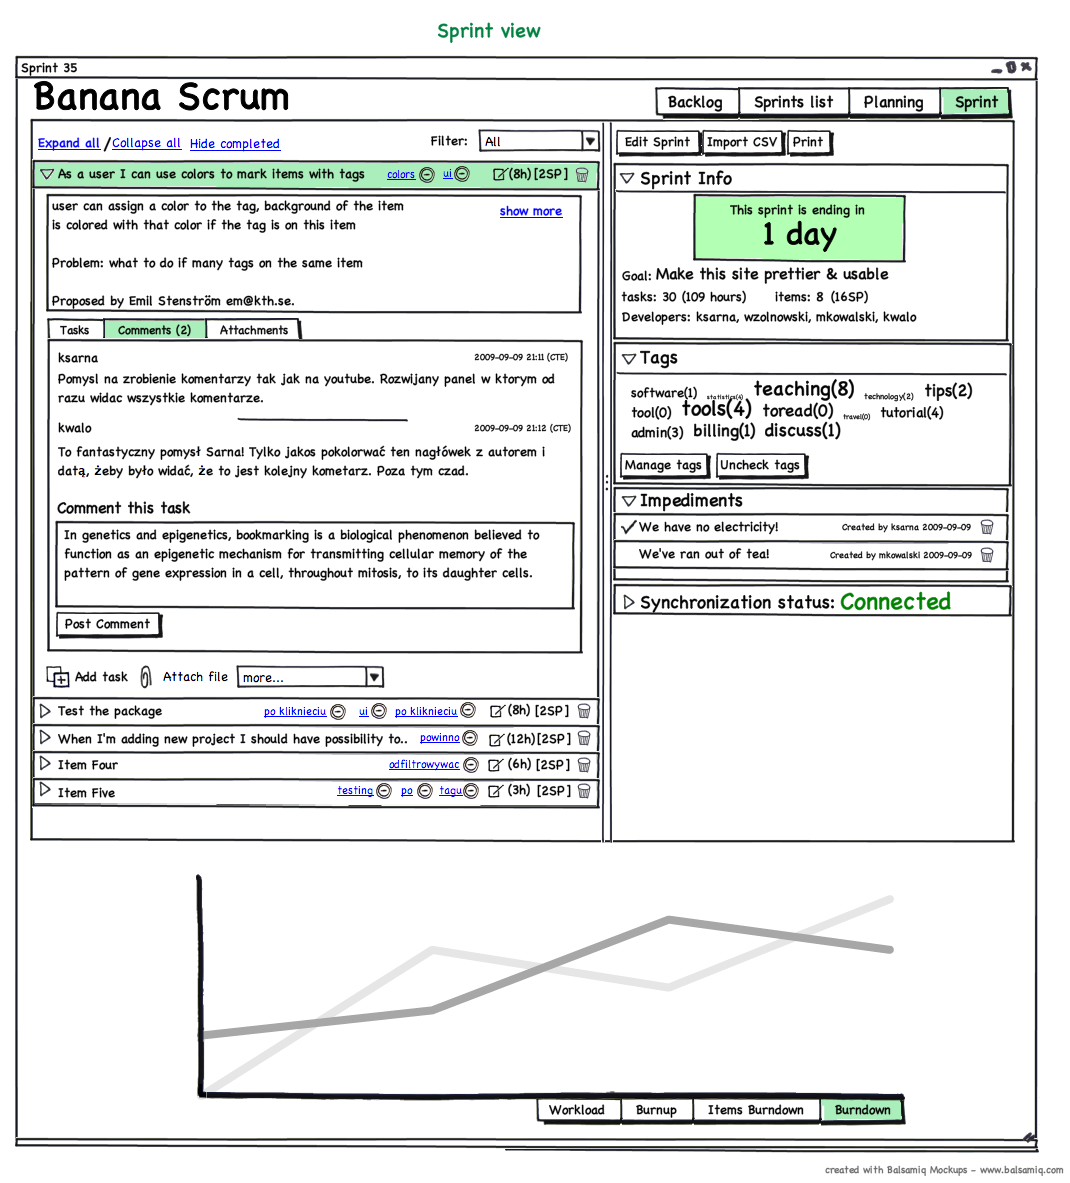 Sprint view
Sprint 35
Banana Scrum
Backlog Sprints list Planning Sprint
Expand all / Collapse all Hide completed Filter: All
As a user I can use colors to mark items with tags colors ui (8h) [2SP]
user can assign a color to the tag, background of the item
is colored with that color if the tag is on this item
show more
Problem: what to do if many tags on the same item
Proposed by Emil Stenström em@kth.se.
Tasks Comments (2) Attachments
ksarna 2009-09-09 21:11 (CTE)
Pomysl na zrobienie komentarzy tak jak na youtube. Rozwijany panel w ktorym od
razu widac wszystkie komentarze.
kwalo 2009-09-09 21:12 (CTE)
To fantastyczny pomysł Sarna! Tylko jakos pokolorwać ten nagłówek z autorem i
datą, żeby było widać, że to jest kolejny kometarz. Poza tym czad.
Comment this task
In genetics and epigenetics, bookmarking is a biological phenomenon believed to
function as an epigenetic mechanism for transmitting cellular memory of the
pattern of gene expression in a cell, throughout mitosis, to its daughter cells.
Post Comment
Add task Attach file more...
Test the package po kliknieciu ui po kliknieciu (8h) [2SP]
When I'm adding new project I should have possibility to.. powinno (12h) [2SP]
Item Four odfiltrowywac (6h) [2SP]
Item Five testing po tagu (3h) [2SP]
Edit Sprint Import CSV Print
Sprint Info
This sprint is ending in
1 day
Goal: Make this site prettier & usable
tasks: 30 (109 hours) items: 8 (16SP)
Developers: ksarna, wzolnowski, mkowalski, kwalo
Tags
software(1) statistics(4) teaching(8) technology(2) tips(2)
tool(0) tools(4) toread(0) travel(0) tutorial(4)
admin(3) billing(1) discuss(1)
Manage tags Uncheck tags
Impediments
We have no electricity! Created by ksarna 2009-09-09
We've ran out of tea! Created by mkowalski 2009-09-09
Synchronization status: Connected
Workload Burnup Items Burndown Burndown
created with Balsamiq Mockups - www.balsamiq.com